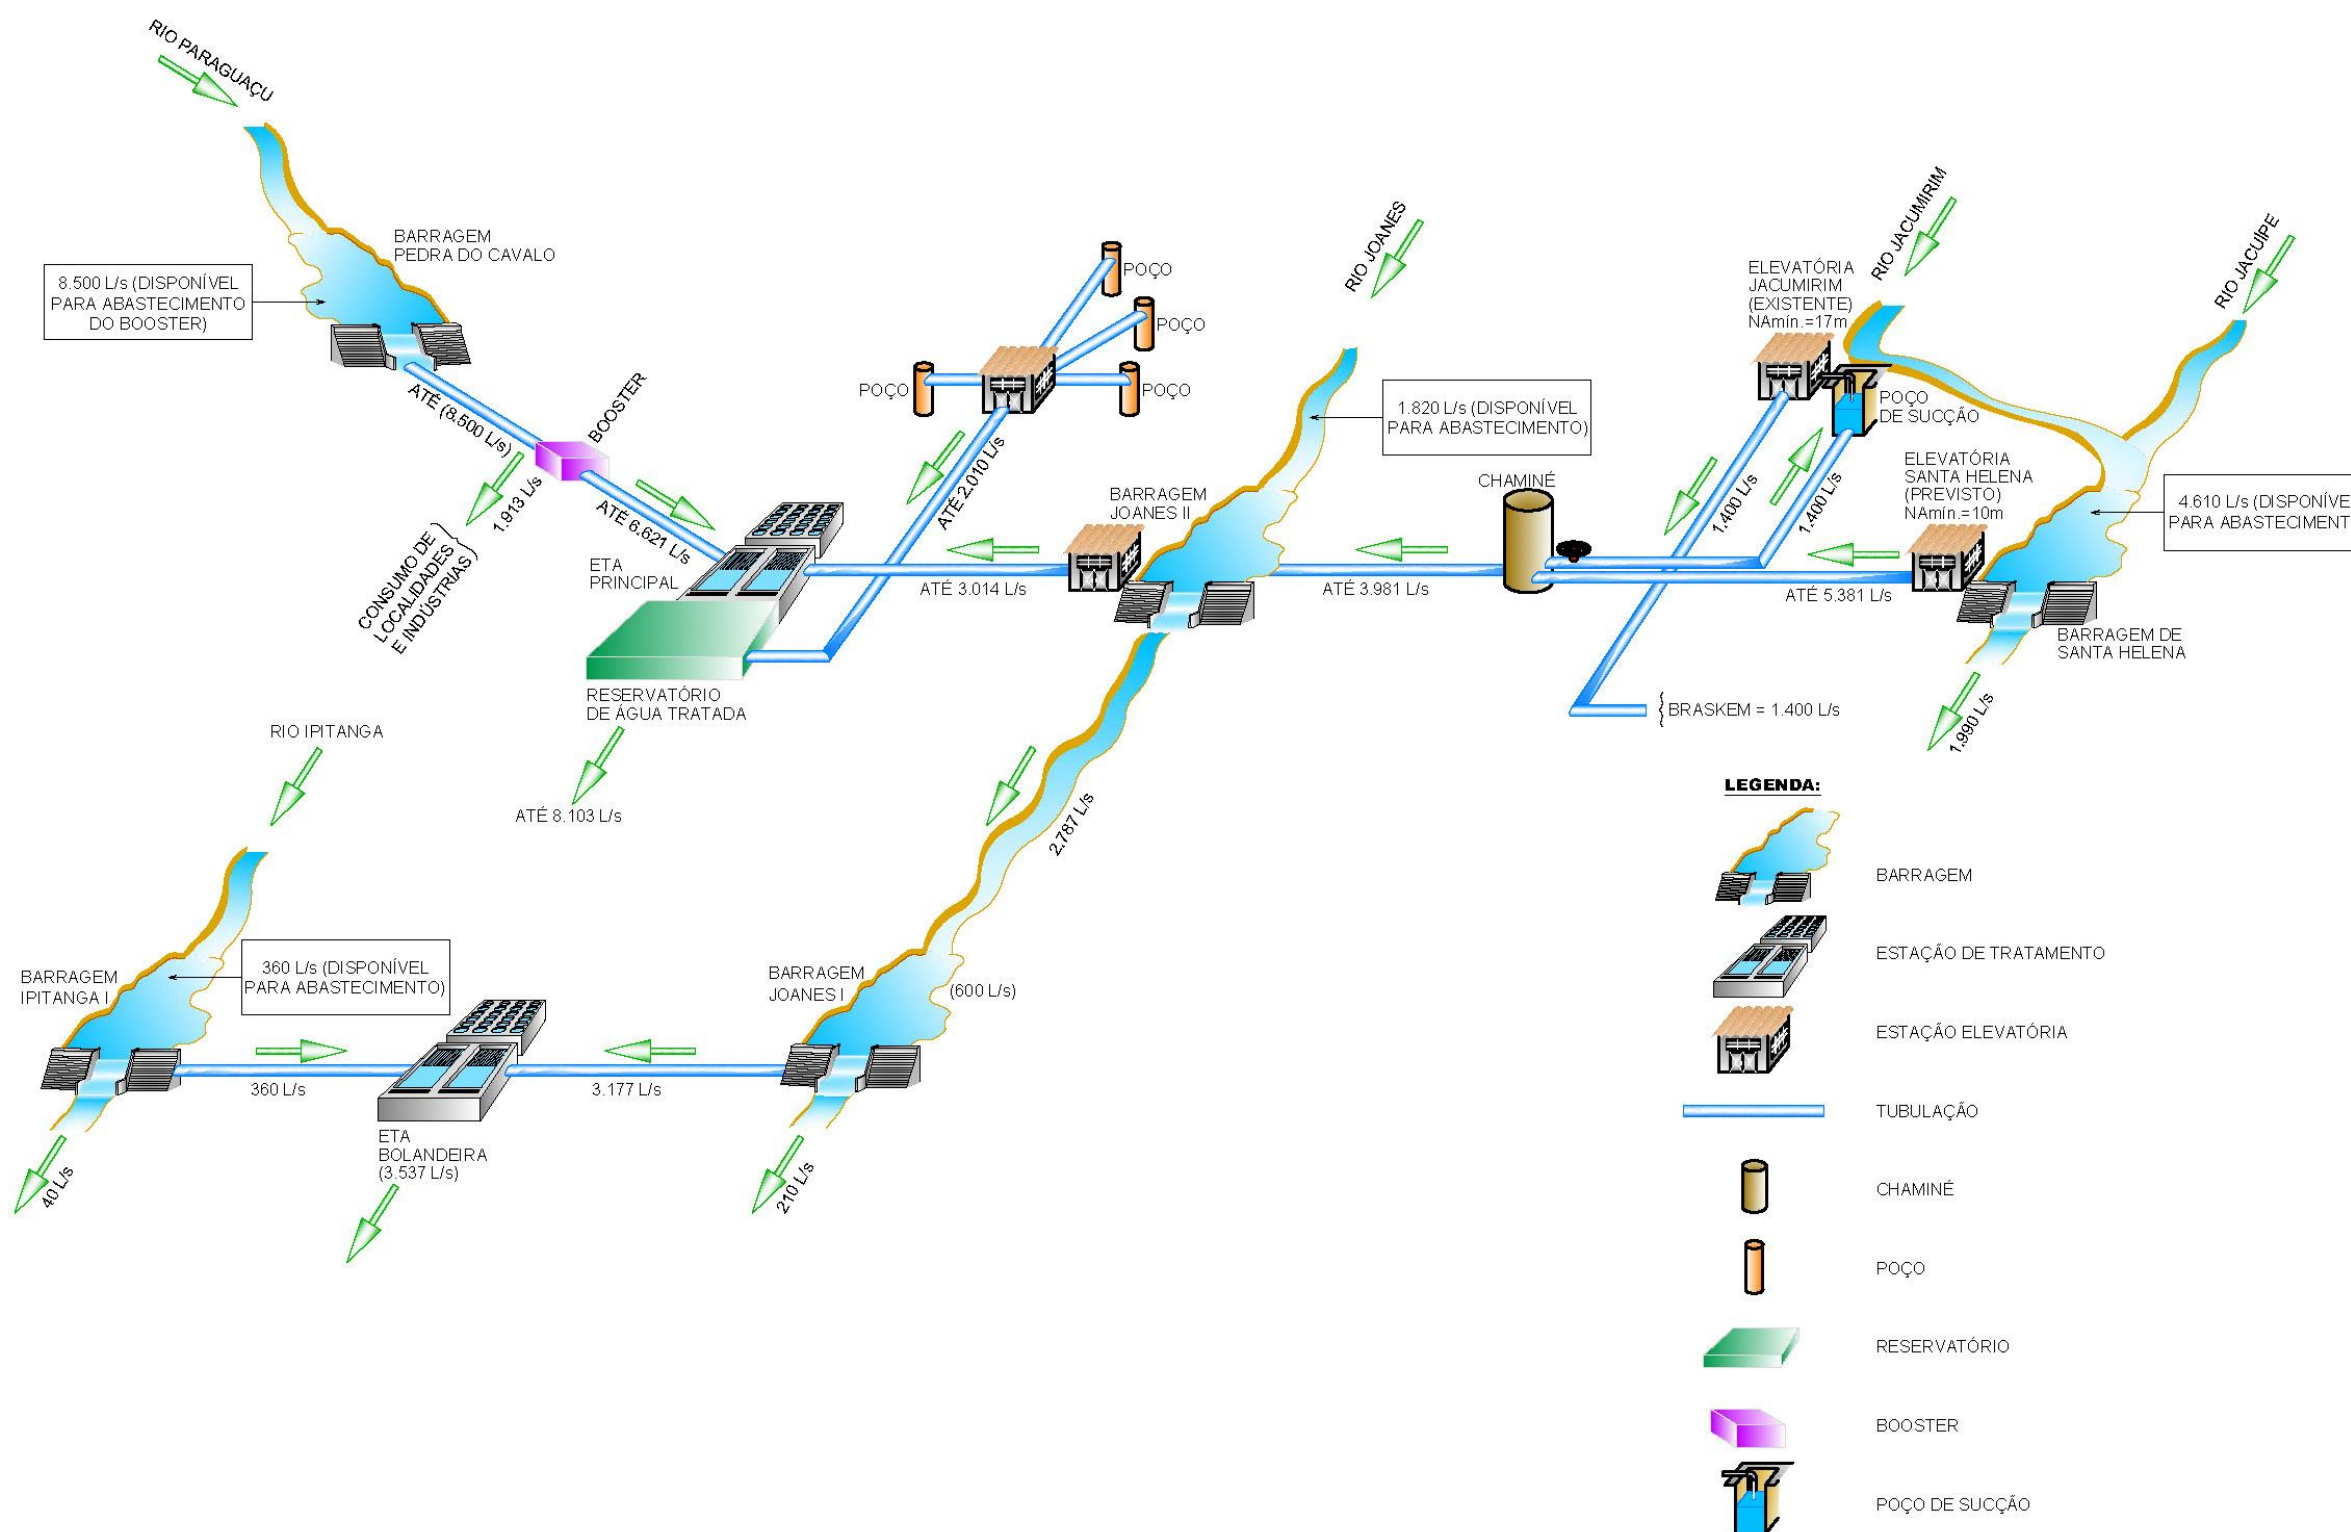 RIO PARAGUAÇU
BARRAGEM
PEDRA DO CAVALO
8.500 L/s (DISPONÍVEL
PARA ABASTECIMENTO
DO BOOSTER)
ATÉ (8.500 L/s)
BOOSTER
1.913 L/s
CONSUMO DE
LOCALIDADES
E INDÚSTRIAS
ATÉ 6.621 L/s
ETA
PRINCIPAL
RESERVATÓRIO
DE ÁGUA TRATADA
ATÉ 8.103 L/s
POÇO
POÇO
POÇO
POÇO
ATÉ 2.010 L/s
RIO JOANES
1.820 L/s (DISPONÍVEL
PARA ABASTECIMENTO)
BARRAGEM
JOANES II
ATÉ 3.014 L/s
ATÉ 3.981 L/s
CHAMINÉ
ELEVATÓRIA
JACUMIRIM
(EXISTENTE)
NAmín.=17m
RIO JACUMIRIM
RIO JACUIPE
POÇO
DE SUCÇÃO
1.400 L/s
1.400 L/s
ELEVATÓRIA
SANTA HELENA
(PREVISTO)
NAmín.=10m
4.610 L/s (DISPONÍVE
PARA ABASTECIMENT
ATÉ 5.381 L/s
BARRAGEM DE
SANTA HELENA
1.990 L/s
BRASKEM = 1.400 L/s
RIO IPITANGA
BARRAGEM
IPITANGA I
360 L/s (DISPONÍVEL
PARA ABASTECIMENTO)
360 L/s
40 L/s
ETA
BOLANDEIRA
(3.537 L/s)
3.177 L/s
BARRAGEM
JOANES I
(600 L/s)
2.787 L/s
210 L/s
LEGENDA:
BARRAGEM
ESTAÇÃO DE TRATAMENTO
ESTAÇÃO ELEVATÓRIA
TUBULAÇÃO
CHAMINÉ
POÇO
RESERVATÓRIO
BOOSTER
POÇO DE SUCÇÃO